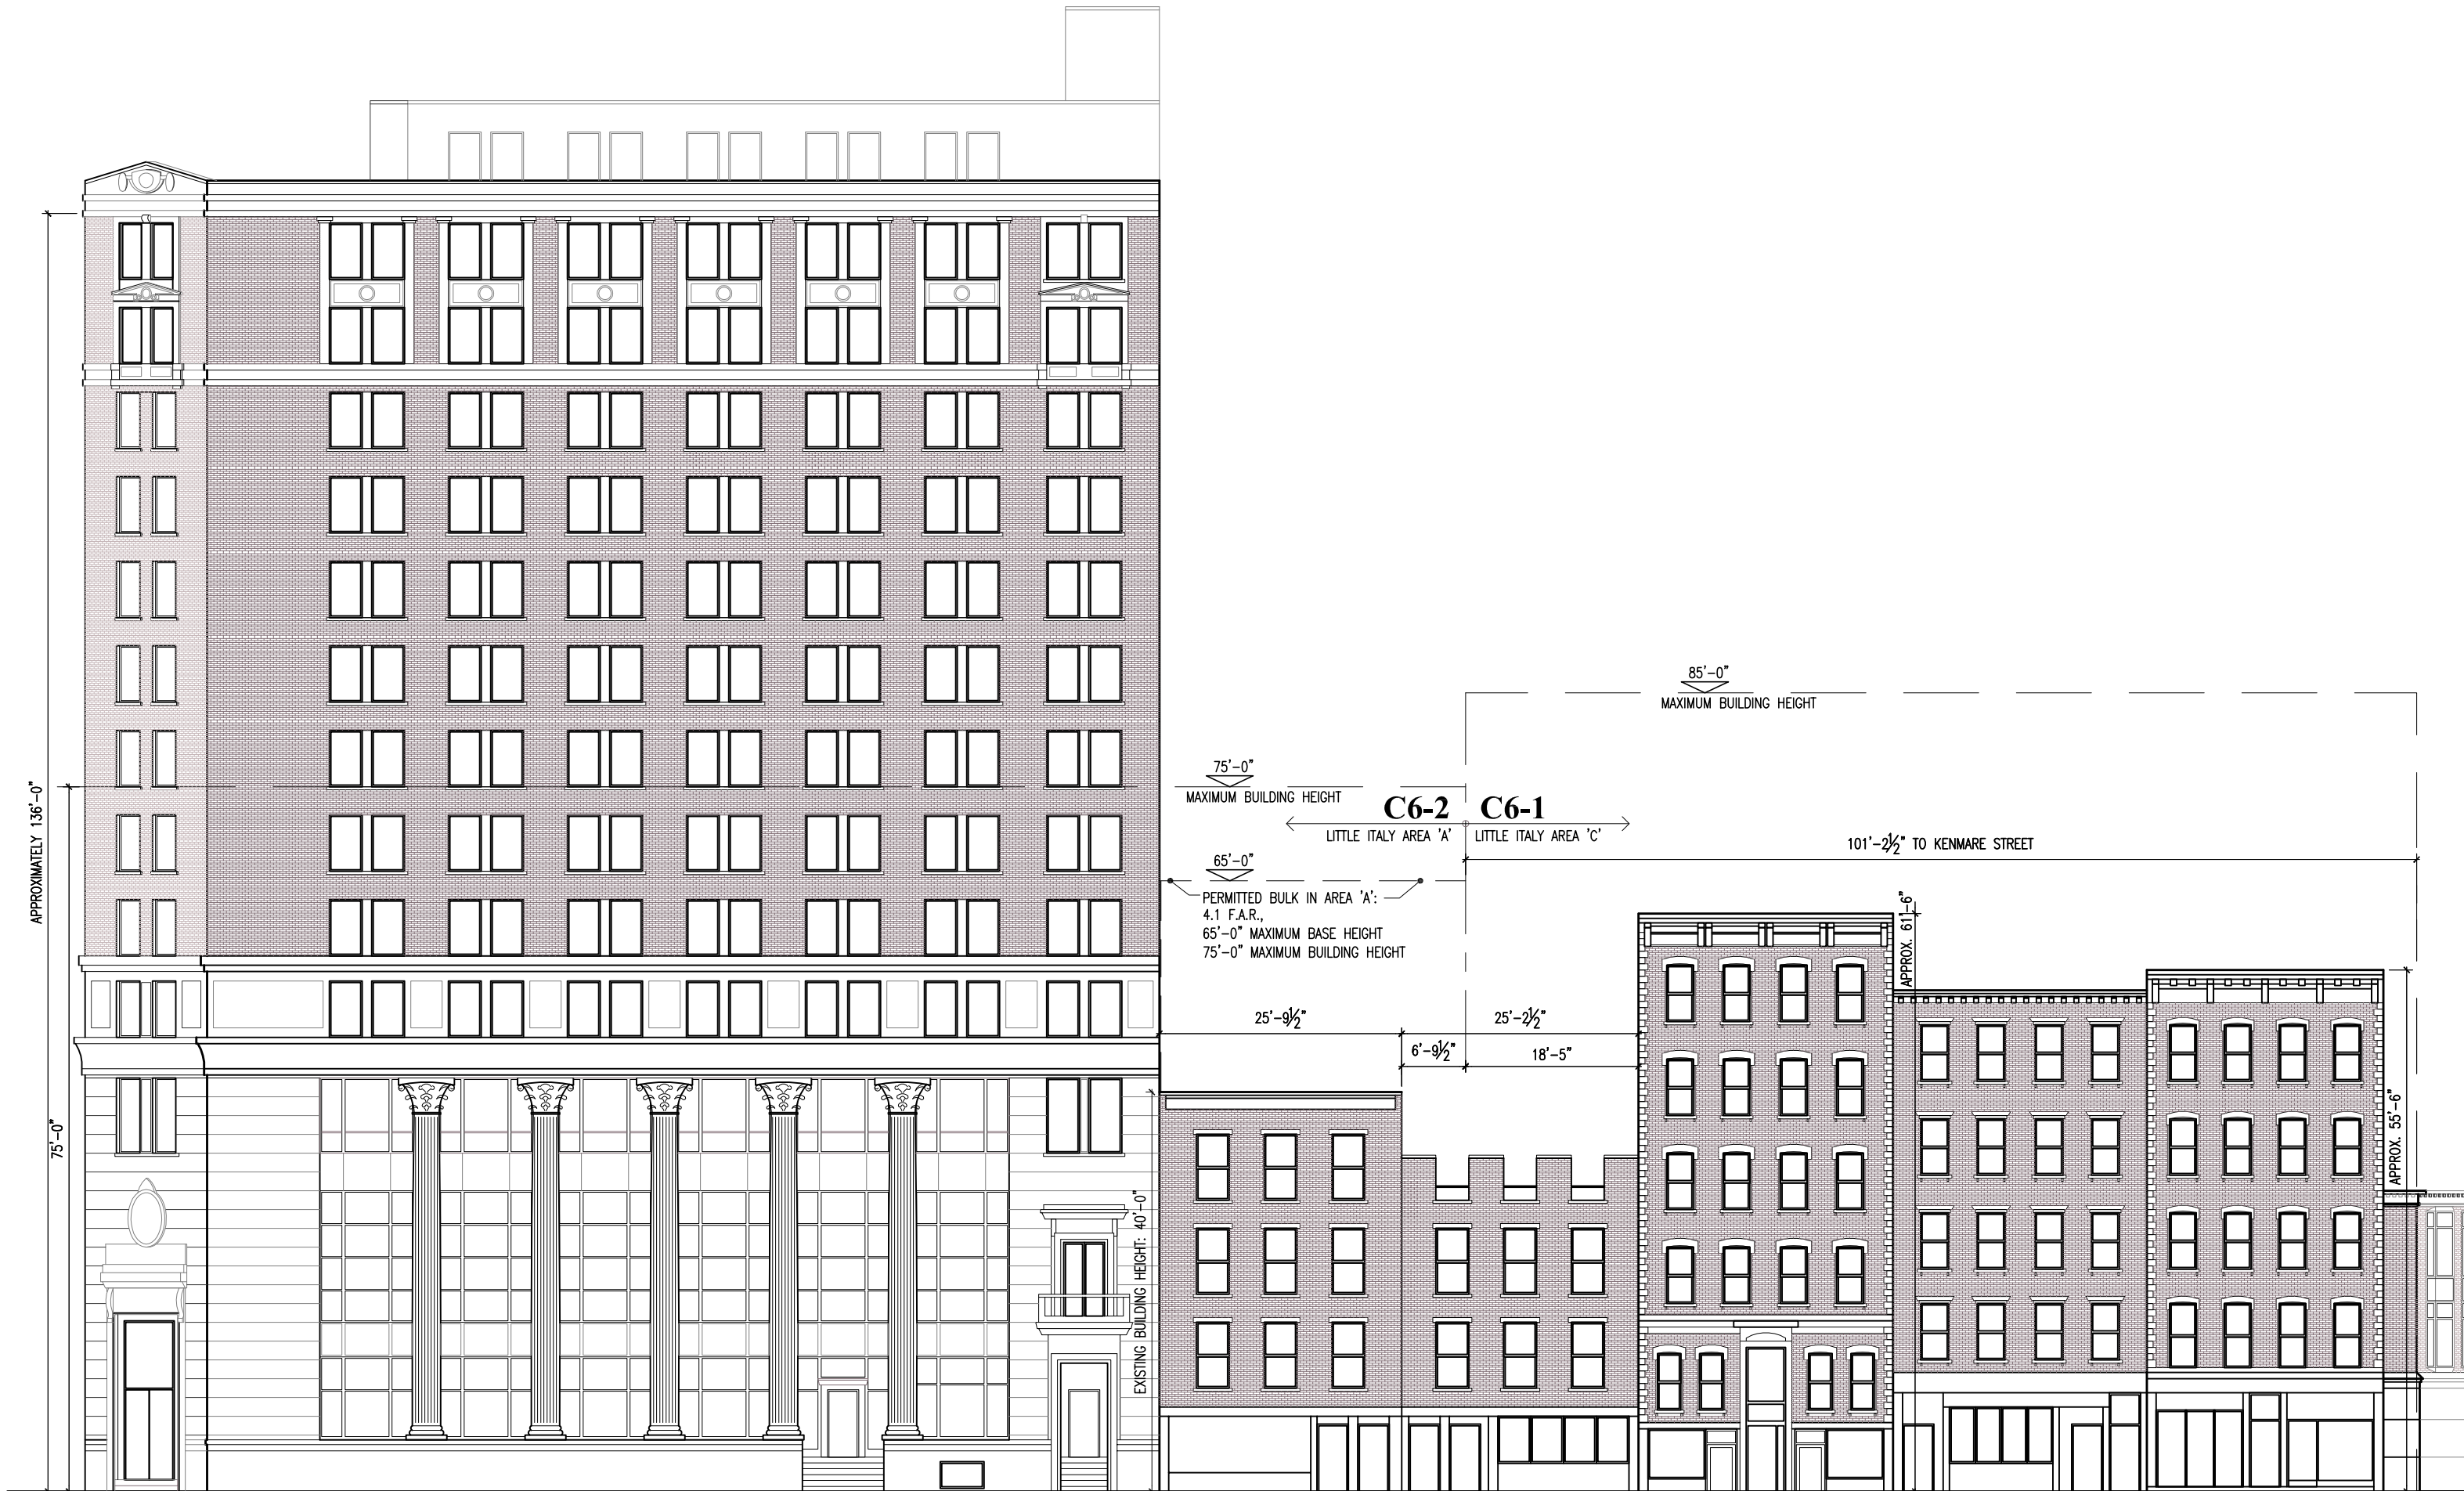 APPROXIMATELY 136'-0"
75'-0"
85'-0"
MAXIMUM BUILDING HEIGHT
75'-0"
MAXIMUM BUILDING HEIGHT
C6-2 C6-1
LITTLE ITALY AREA 'A' LITTLE ITALY AREA 'C'
101'-2½" TO KENMARE STREET
65'-0"
PERMITTED BULK IN AREA 'A':
4.1 F.A.R.,
65'-0" MAXIMUM BASE HEIGHT
75'-0" MAXIMUM BUILDING HEIGHT
25'-9½"
25'-2½"
6'-9½"
18'-5"
EXISTING BUILDING HEIGHT: 40'-0"
APPROX. 61'-6"
APPROX. 55'-6"